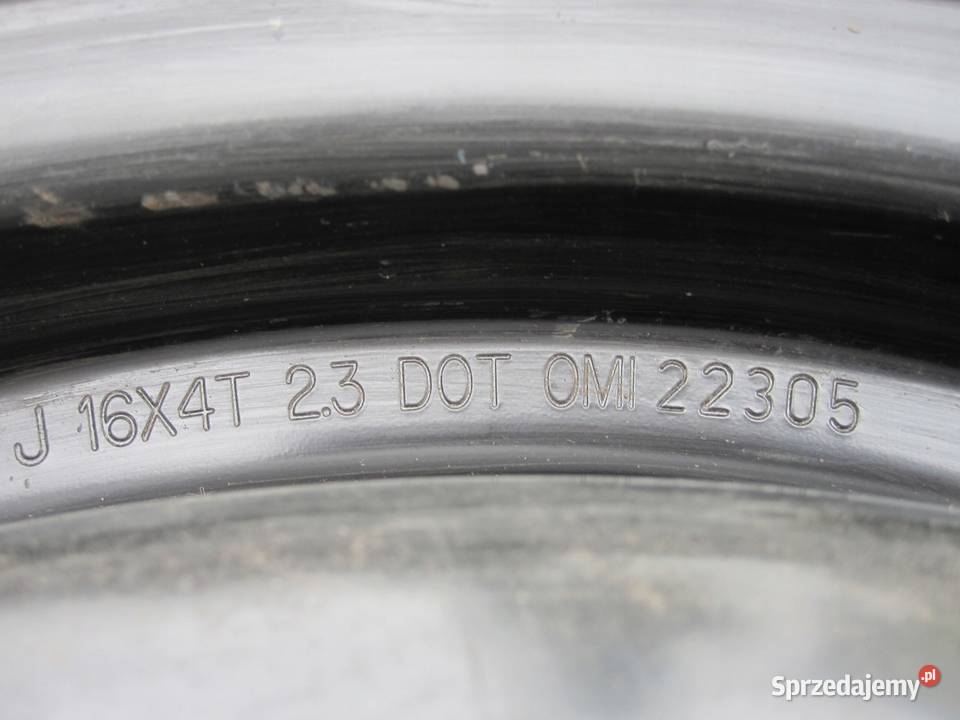 J 16X4T 2.3 DOT OMI 22305
Sprzedajemy .pl